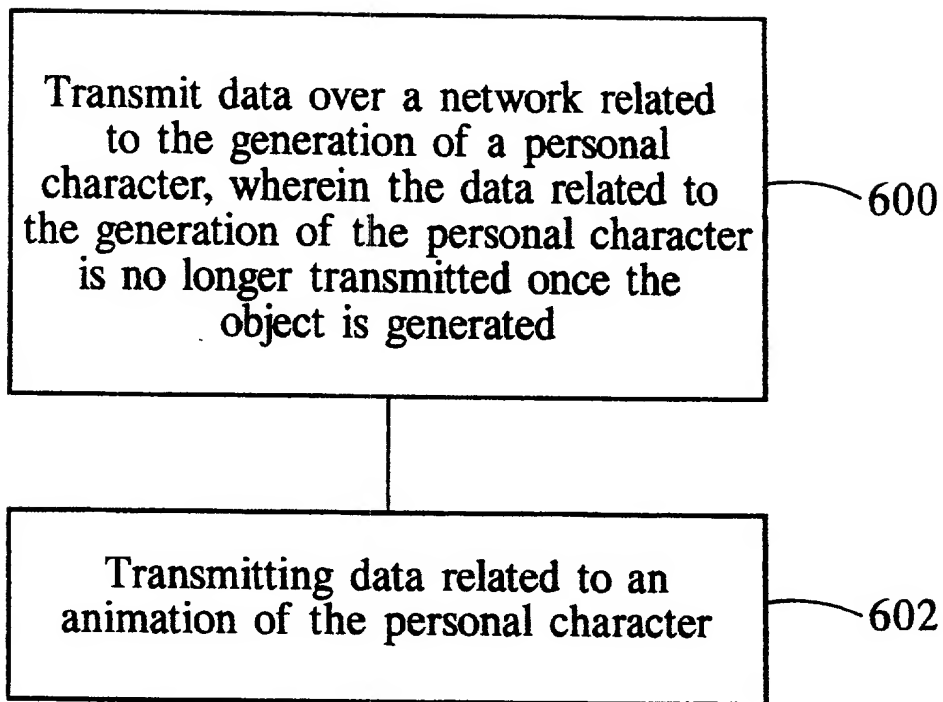 Transmit data over a network related
to the generation of a personal
character, wherein the data related to
the generation of the personal character
is no longer transmitted once the
object is generated
600
Transmitting data related to an
animation of the personal character
602